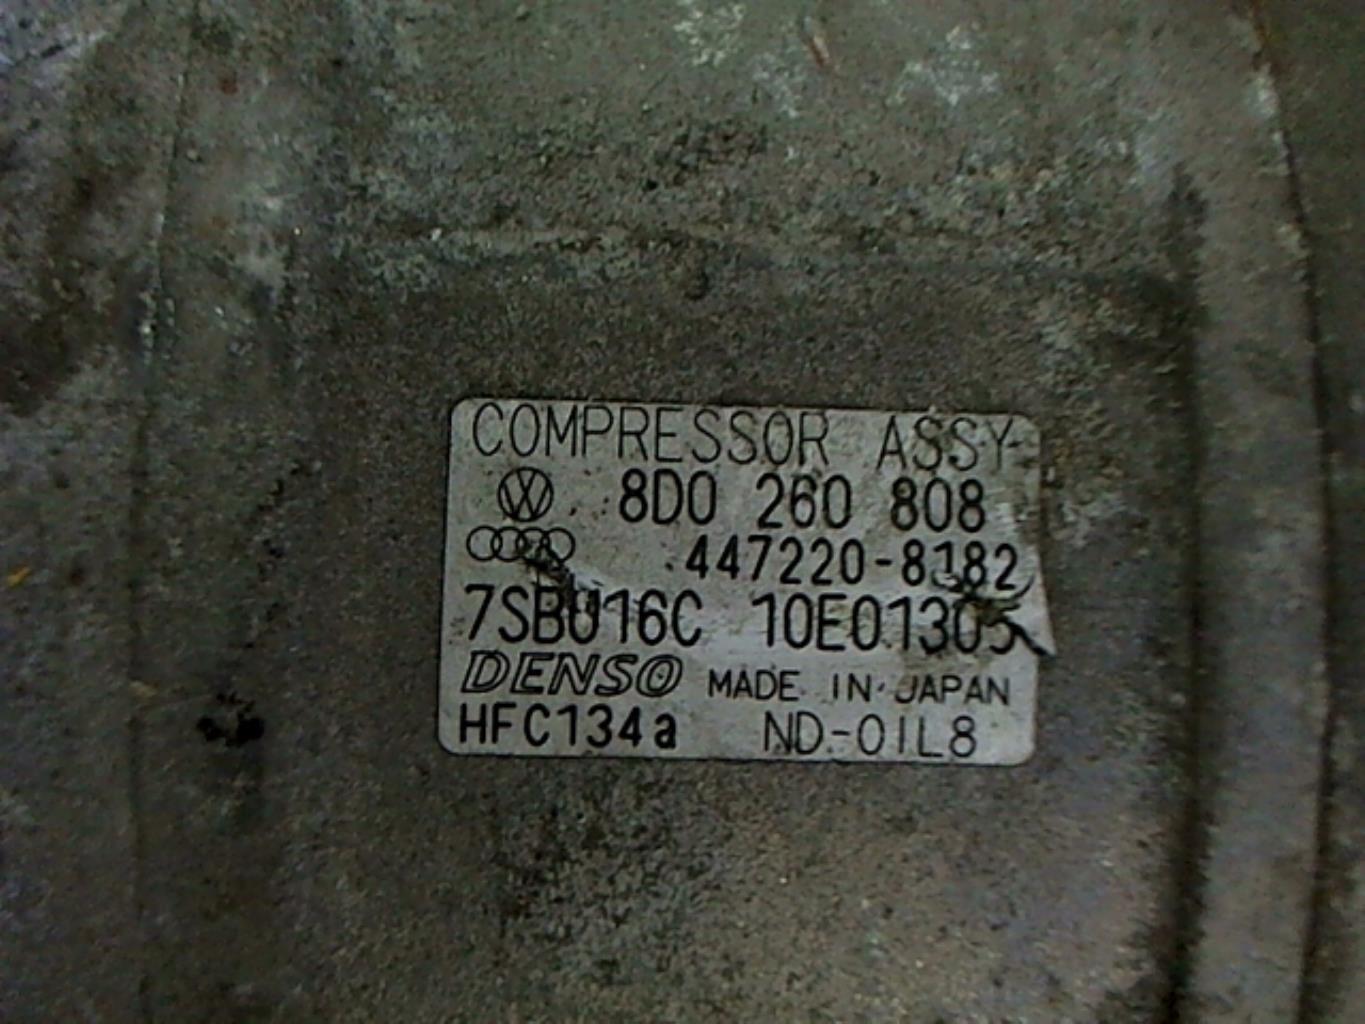 COMPRESSOR ASSY
8D0 260 808
447220-8182
7SBU16C 10E01305
DENSO MADE IN JAPAN
HFC134a ND-OIL8